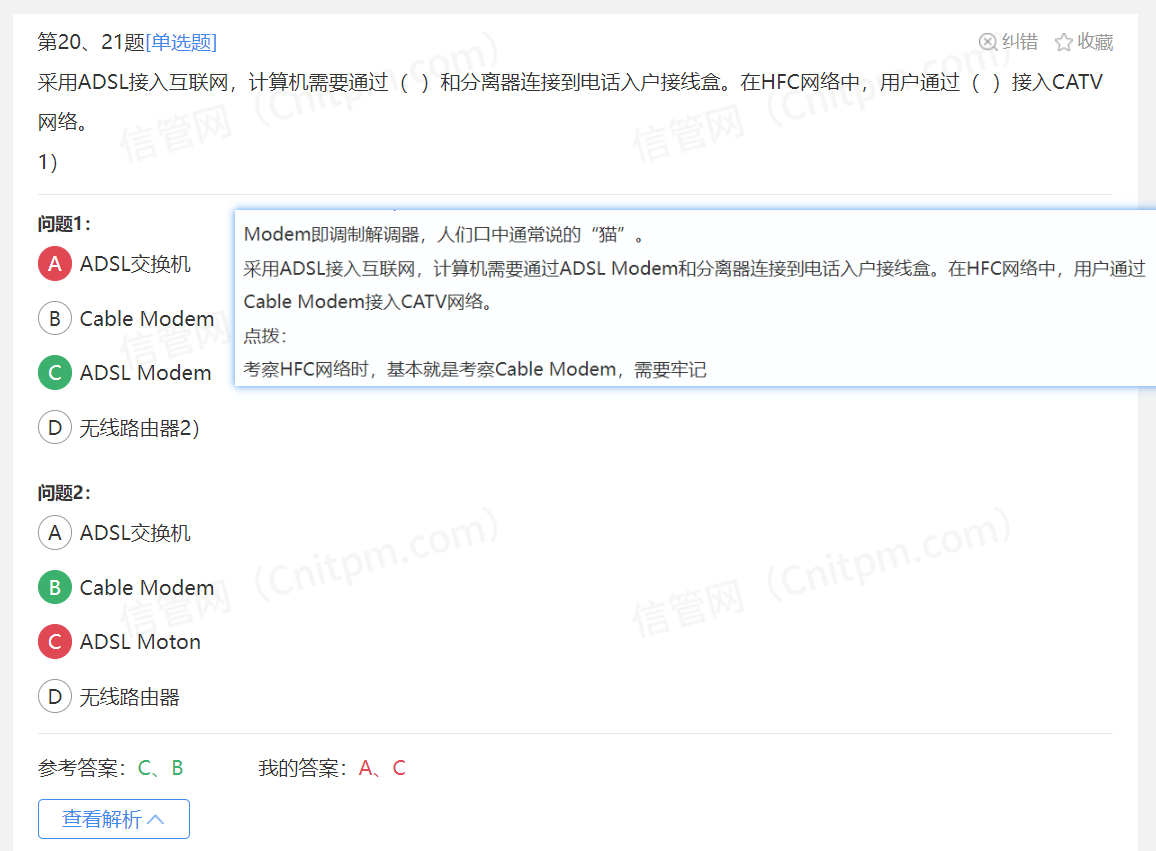 第20、21题[单选题]
纠错 收藏
采用ADSL接入互联网，计算机需要通过（ ）和分离器连接到电话入户接线盒。在HFC网络中，用户通过（ ）接入CATV
网络。
1）
问题1：
A ADSL交换机
B Cable Modem
C ADSL Modem
D 无线路由器2）
Modem即调制解调器，人们口中通常说的“猫”。
采用ADSL接入互联网，计算机需要通过ADSL Modem和分离器连接到电话入户接线盒。在HFC网络中，用户通过
Cable Modem接入CATV网络。
点拨：
考察HFC网络时，基本就是考察Cable Modem，需要牢记
问题2：
A ADSL交换机
B Cable Modem
C ADSL Moton
D 无线路由器
参考答案：C、B 我的答案：A、C
查看解析
信管网（Cnitpm.com）
信管网（Cnitpm.com）
信管网
信管网（Cnitpm.com）
信管网（Cnitpm.com）